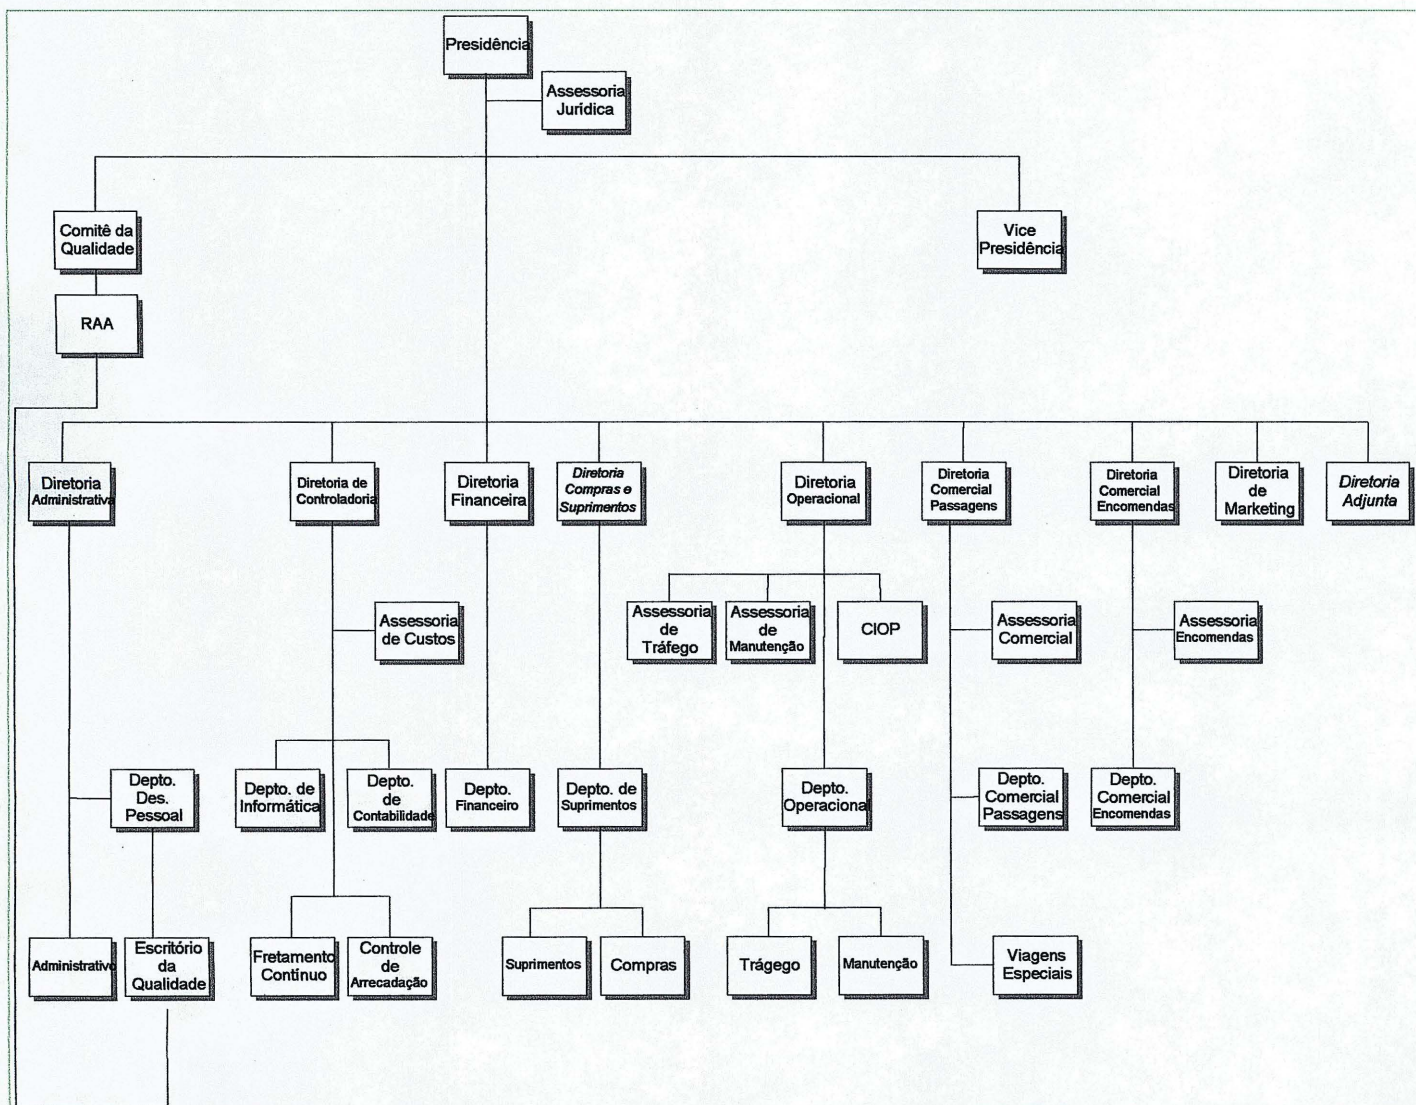 Presidência
Assessoria
Jurídica
Comitê da
Qualidade
Vice
Presidência
RAA
Diretoria
Administrativa
Diretoria de
Controladoria
Diretoria
Financeira
Diretoria
Compras e
Suprimentos
Diretoria
Operacional
Diretoria
Comercial
Passagens
Diretoria
Comercial
Encomendas
Diretoria
de
Marketing
Diretoria
Adjunta
Assessoria
de Custos
Assessoria
de
Tráfego
Assessoria
de
Manutenção
CIOP
Assessoria
Comercial
Assessoria
Encomendas
Depto.
Des.
Pessoal
Depto. de
Informática
Depto.
de
Contabilidade
Depto.
Financeiro
Depto. de
Suprimentos
Depto.
Operacional
Depto.
Comercial
Passagens
Depto.
Comercial
Encomendas
Administrativo
Escritório
da
Qualidade
Fretamento
Contínuo
Controle
de
Arrecadação
Suprimentos
Compras
Trágego
Manutenção
Viagens
Especiais